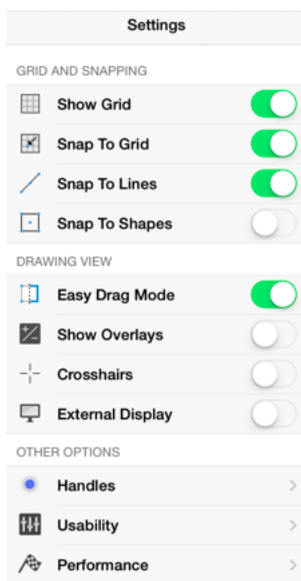 Settings
GRID AND SNAPPING
Show Grid
Snap To Grid
Snap To Lines
Snap To Shapes
DRAWING VIEW
Easy Drag Mode
Show Overlays
Crosshairs
External Display
OTHER OPTIONS
Handles
Usability
Performance